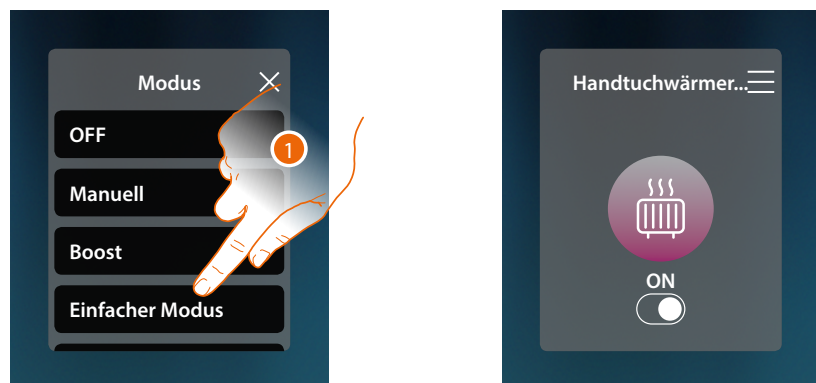 Modus
OFF
1
Manuell
Boost
Einfacher Modus
Handtuchwärmer...
ON